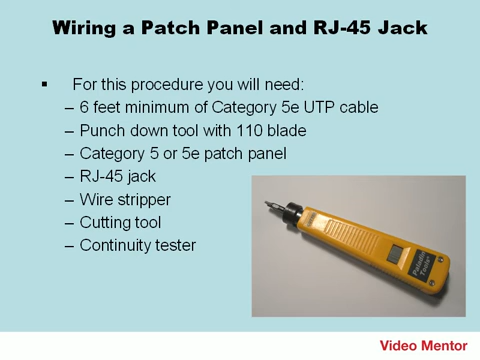 Wiring a Patch Panel and RJ-45 Jack
▪ For this procedure you will need:
– 6 feet minimum of Category 5e UTP cable
– Punch down tool with 110 blade
– Category 5 or 5e patch panel
– RJ-45 jack
– Wire stripper
– Cutting tool
– Continuity tester
Paladin
Tools
Video Mentor